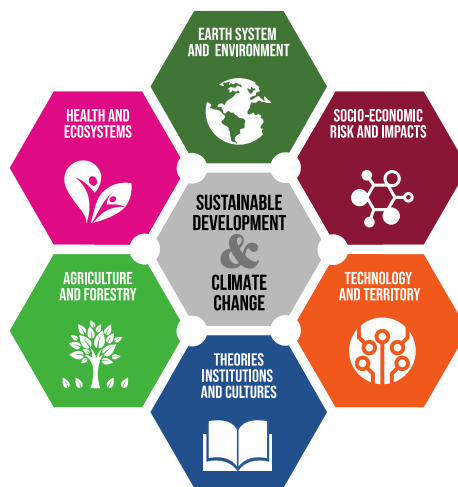 EARTH SYSTEM
AND ENVIRONMENT
HEALTH AND
ECOSYSTEMS
SOCIO-ECONOMIC
RISK AND IMPACTS
SUSTAINABLE
DEVELOPMENT
&
CLIMATE
CHANGE
AGRICULTURE
AND FORESTRY
TECHNOLOGY
AND TERRITORY
THEORIES
INSTITUTIONS
AND CULTURES